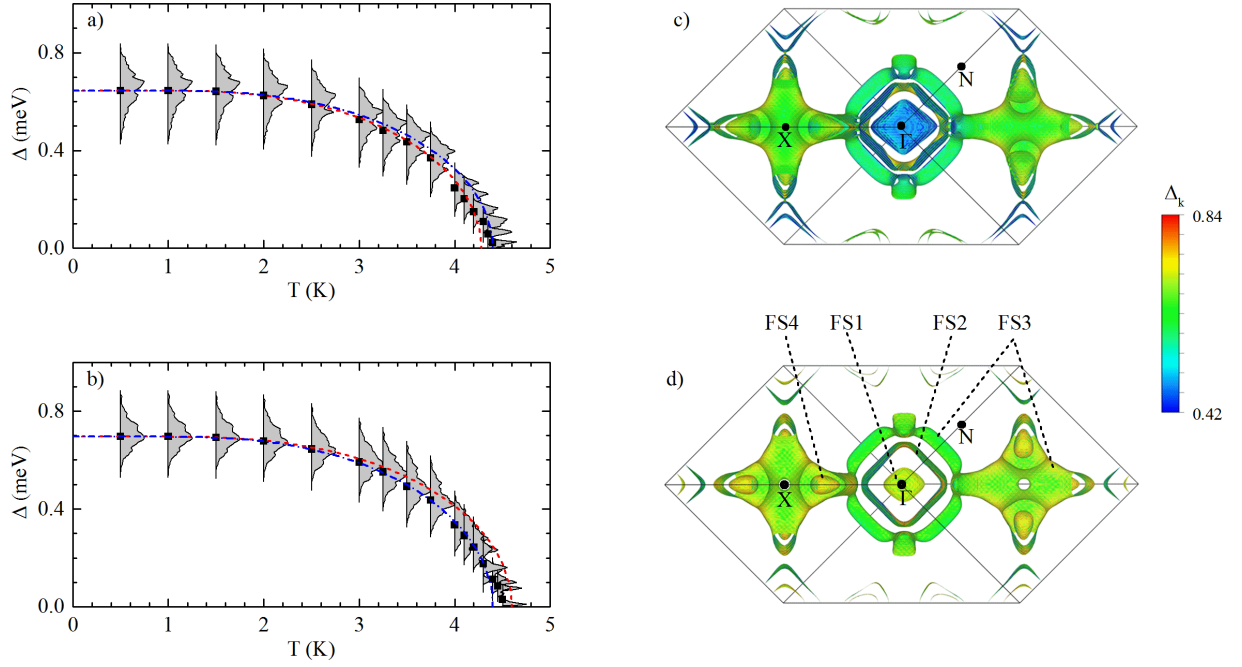 a)
0.8
0.4
0.0
Δ (meV)
0 1 2 3 4 5
T (K)
b)
0.8
0.4
0.0
Δ (meV)
0 1 2 3 4 5
T (K)
c)
N
X
Γ
Δk
0.84
0.42
FS4 FS1 FS2 FS3
d)
N
X
Γ